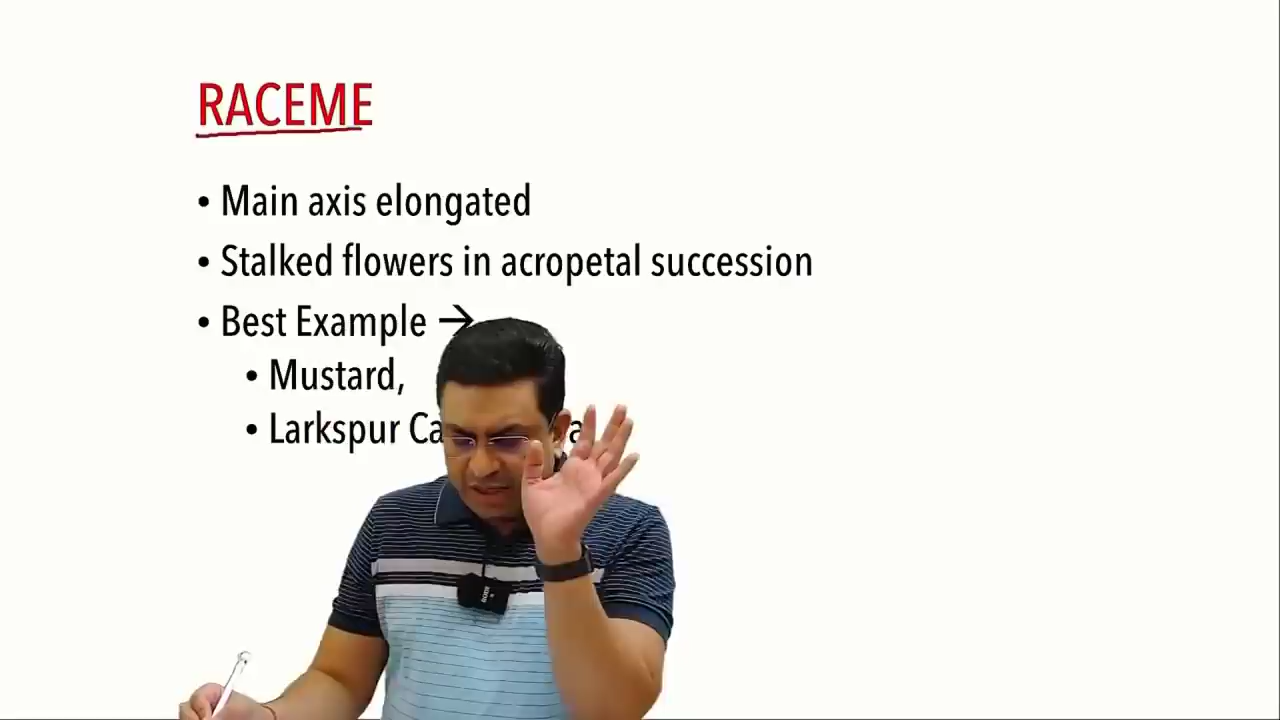 RACEME
• Main axis elongated
• Stalked flowers in acropetal succession
• Best Example →
• Mustard,
• Larkspur